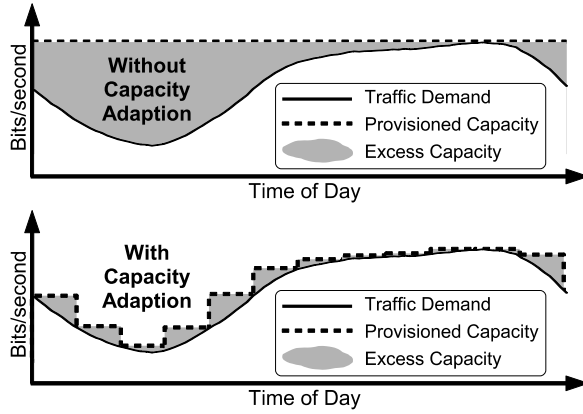 Bits/second
Without
Capacity
Adaption
Traffic Demand
Provisioned Capacity
Excess Capacity
Time of Day
Bits/second
With
Capacity
Adaption
Traffic Demand
Provisioned Capacity
Excess Capacity
Time of Day